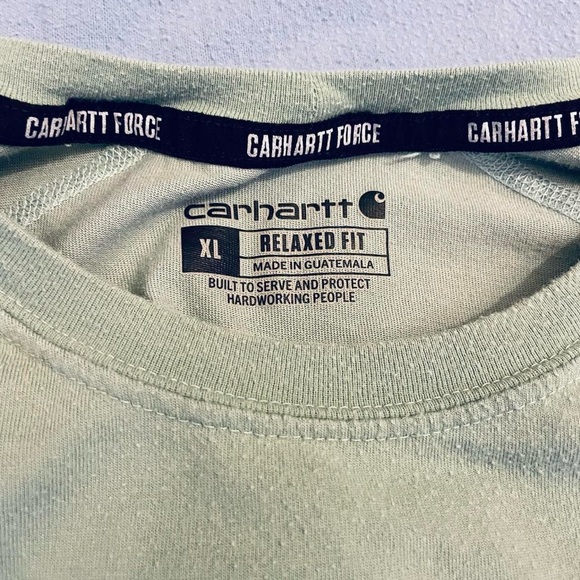 CARHARTT FORCE CARHARTT FORCE CARHARTT F
carhartt
XL RELAXED FIT
MADE IN GUATEMALA
BUILT TO SERVE AND PROTECT
HARDWORKING PEOPLE